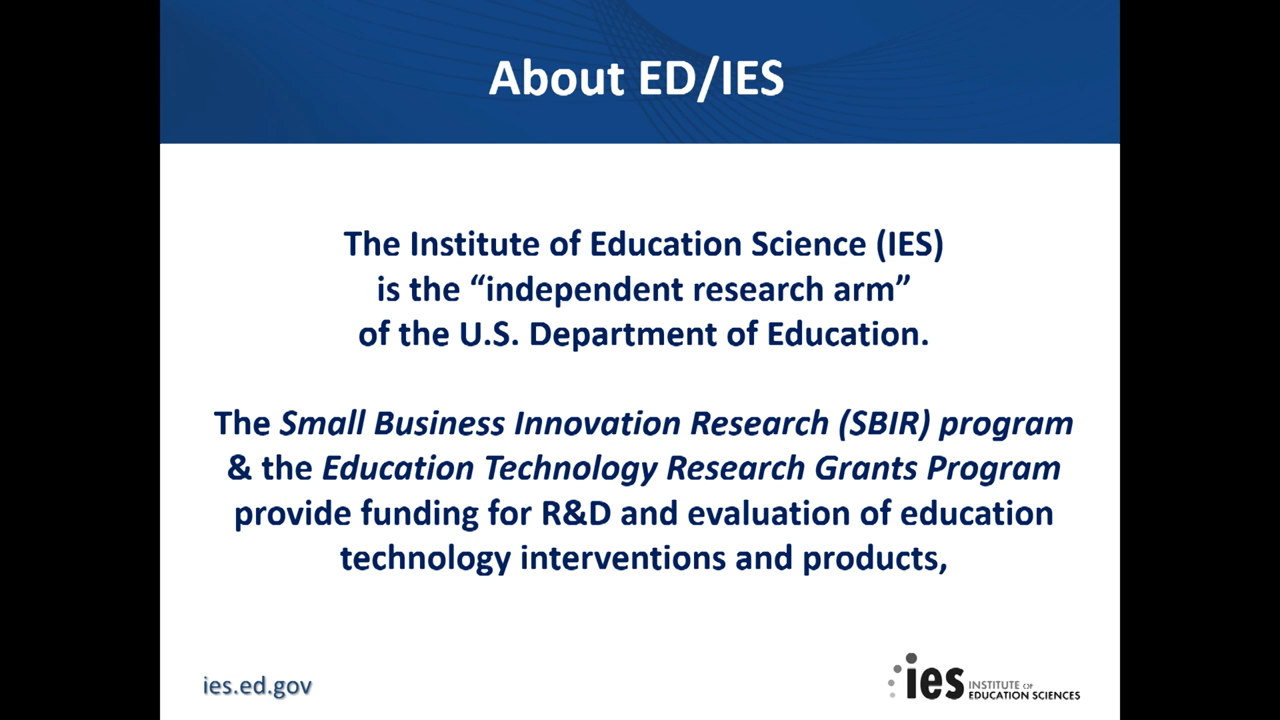 About ED/IES
The Institute of Education Science (IES)
is the “independent research arm”
of the U.S. Department of Education.
The Small Business Innovation Research (SBIR) program
& the Education Technology Research Grants Program
provide funding for R&D and evaluation of education
technology interventions and products,
ies.ed.gov
ies INSTITUTE OF
EDUCATION SCIENCES